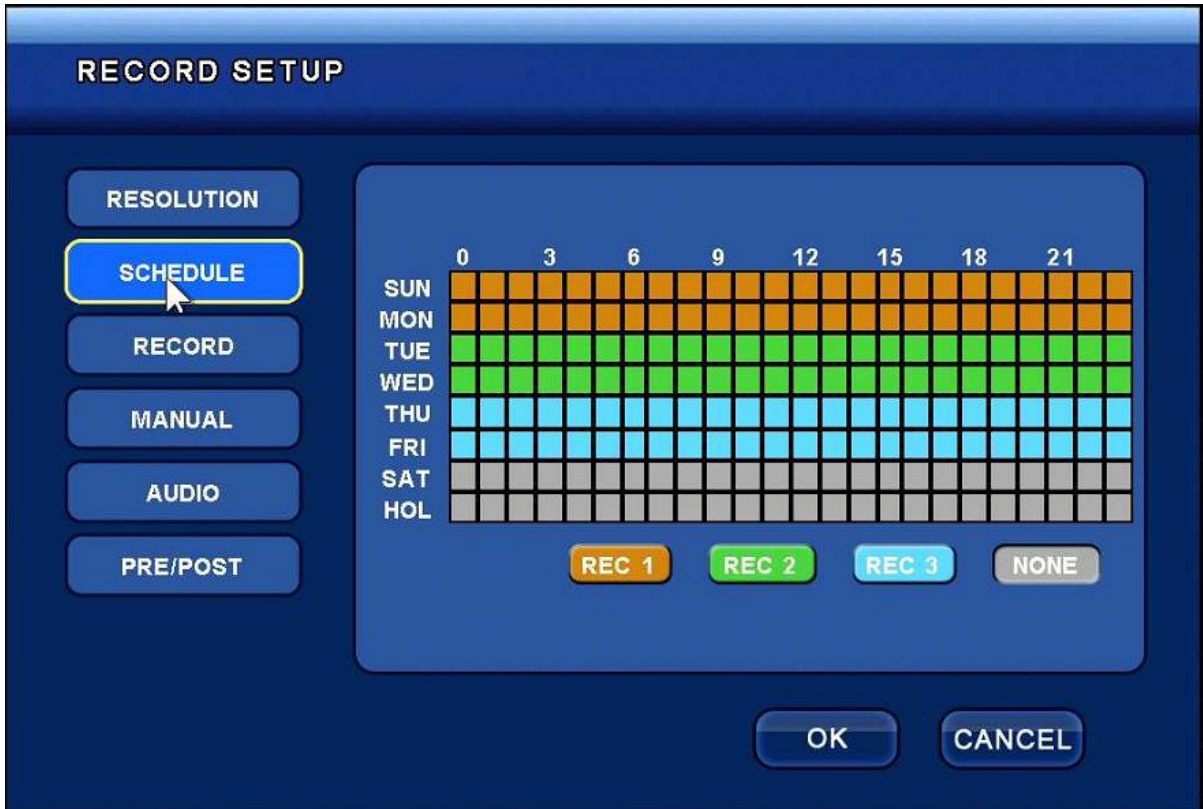 RECORD SETUP
RESOLUTION
SCHEDULE
RECORD
MANUAL
AUDIO
PRE/POST
0 3 6 9 12 15 18 21
SUN
MON
TUE
WED
THU
FRI
SAT
HOL
REC 1 REC 2 REC 3 NONE
OK CANCEL